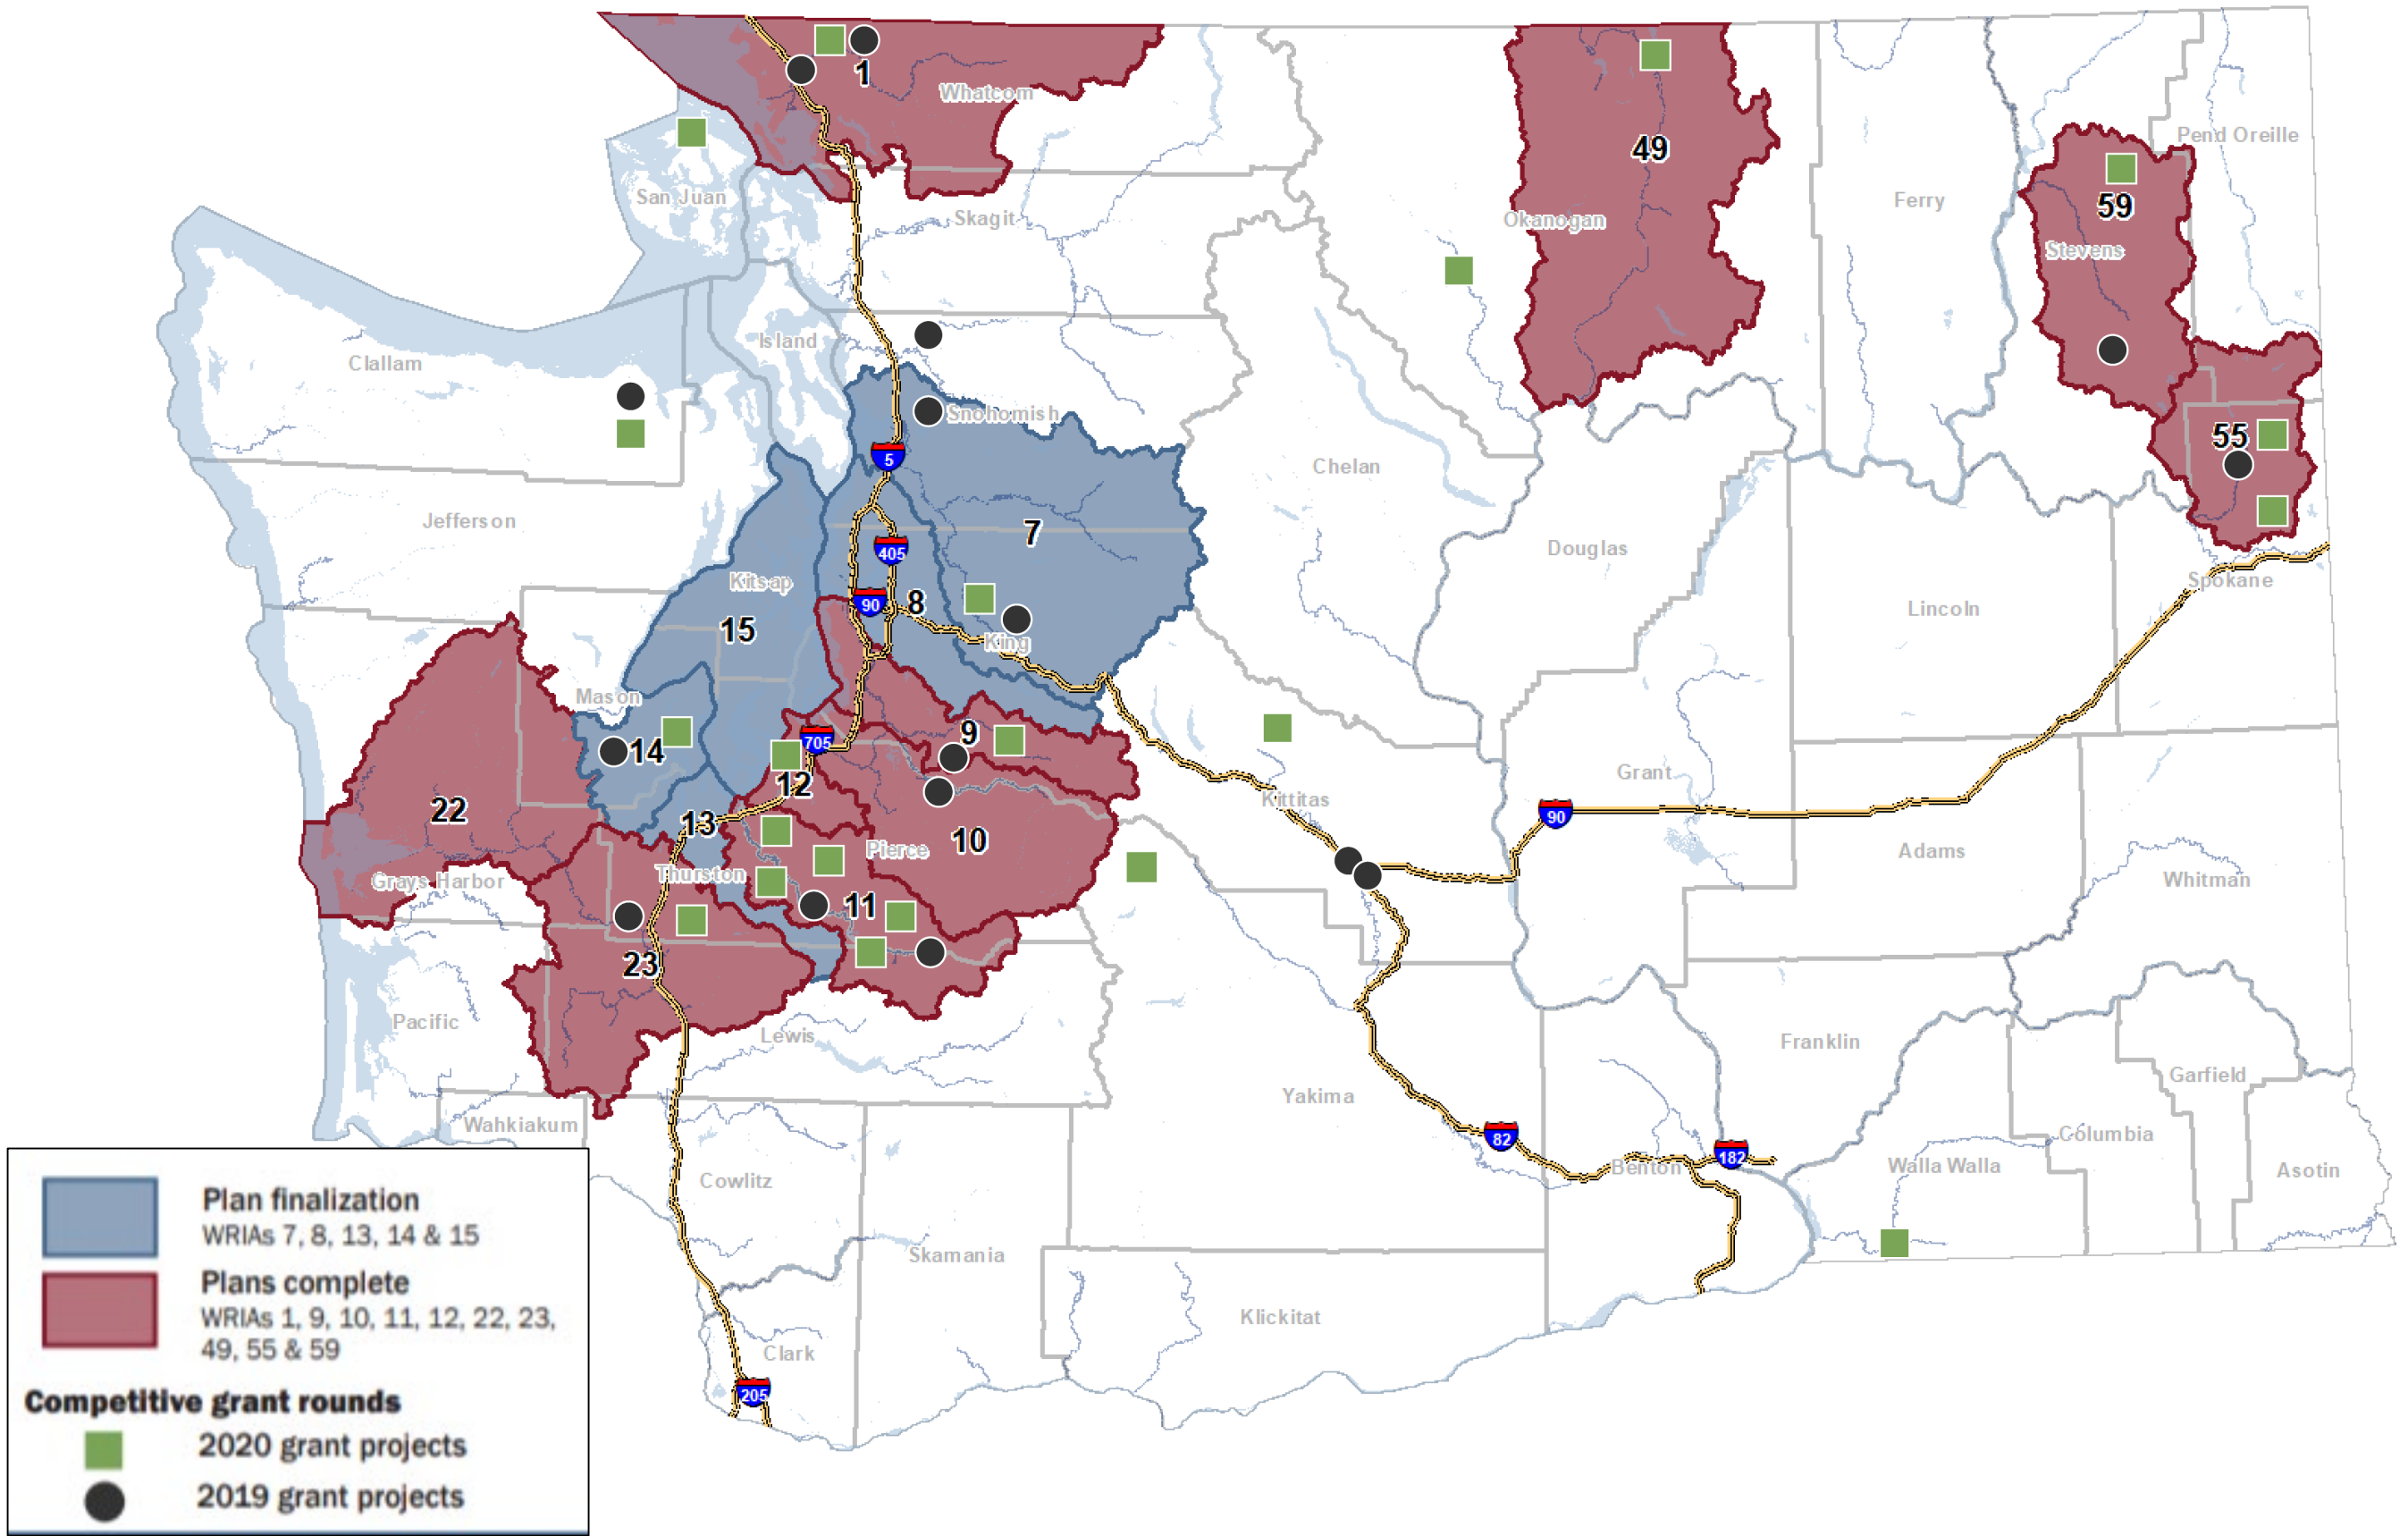 1
Whatcom
49
Pend Oreille
San Juan
59
Skagit
Okanogan
Ferry
Stevens
Island
Clallam
Snohomish
55
5
Chelan
Jefferson
7
405
Douglas
Kitsap
Spokane
90
8
Lincoln
15
King
Mason
9
705
14
Grant
12
Kittitas
22
13
90
10
Pierce
Adams
Thurston
Grays Harbor
Whitman
11
23
Pacific
Lewis
Franklin
Garfield
Yakima
Wahkiakum
82
Columbia
182
Benton
Walla Walla
Asotin
Cowlitz
Skamania
Klickitat
Clark
205
Plan finalization
WRIAs 7, 8, 13, 14 & 15
Plans complete
WRIAs 1, 9, 10, 11, 12, 22, 23,
49, 55 & 59
Competitive grant rounds
2020 grant projects
2019 grant projects